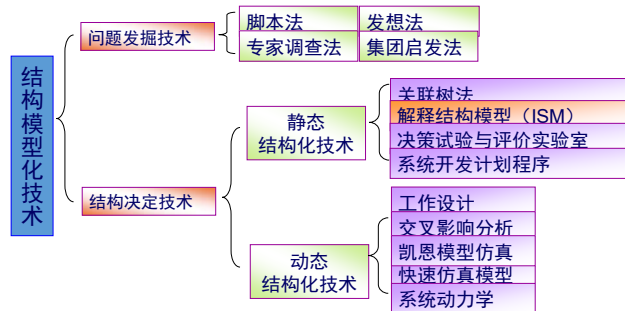 结构模型化技术
问题发掘技术
脚本法
发想法
专家调查法
集团启发法
结构决定技术
静态
结构化技术
关联树法
解释结构模型（ISM）
决策试验与评价实验室
系统开发计划程序
动态
结构化技术
工作设计
交叉影响分析
凯恩模型仿真
快速仿真模型
系统动力学